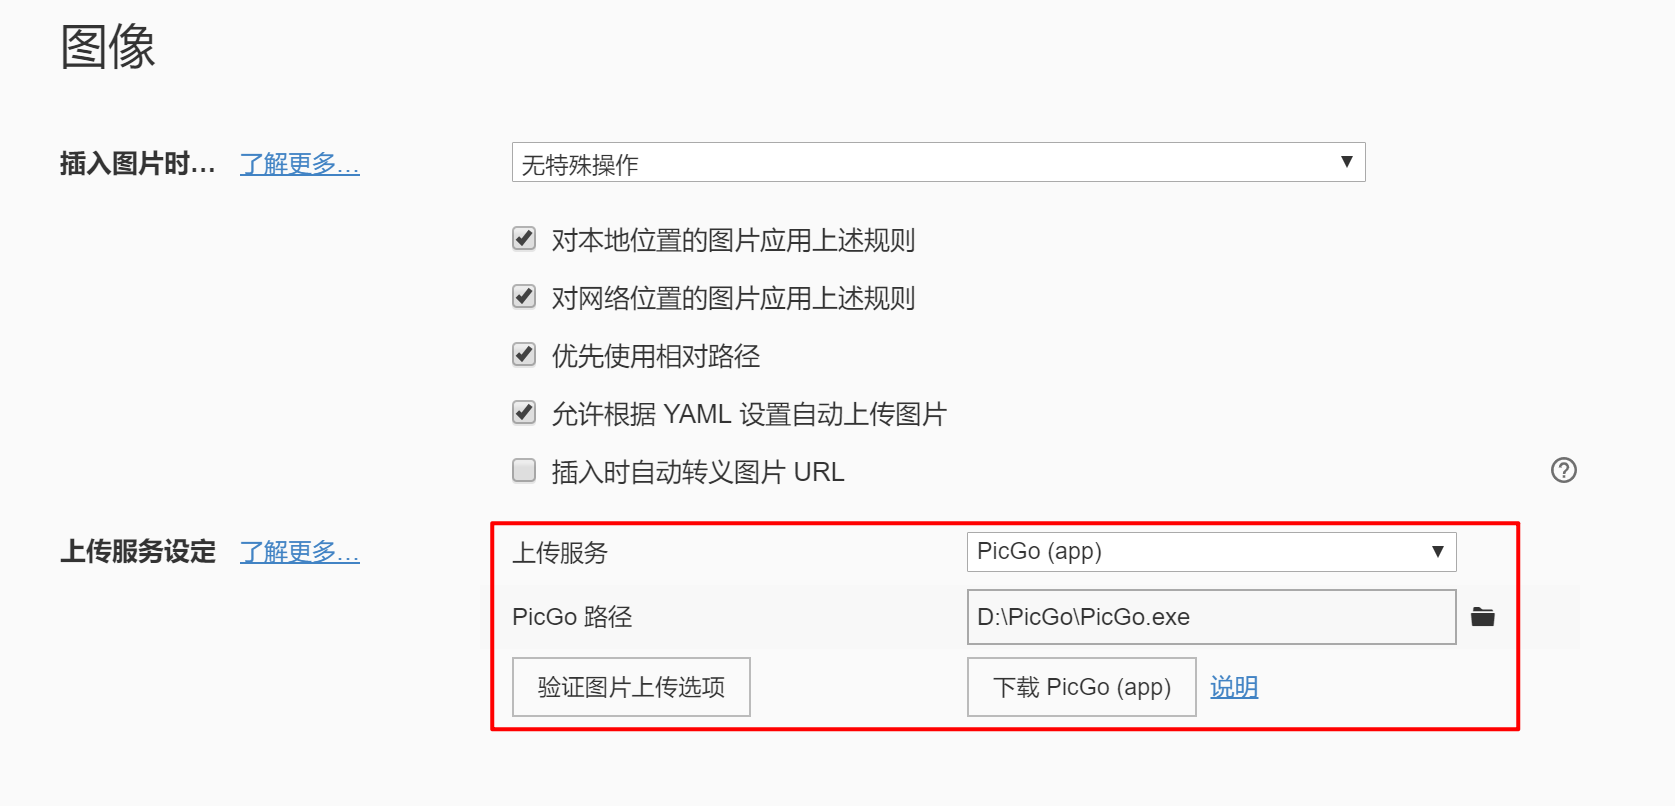 图像
插入图片时... 了解更多... 无特殊操作 ▼
对本地位置的图片应用上述规则
对网络位置的图片应用上述规则
优先使用相对路径
允许根据 YAML 设置自动上传图片
插入时自动转义图片 URL
上传服务设定 了解更多... 上传服务 PicGo (app) ▼
PicGo 路径 D:\PicGo\PicGo.exe
验证图片上传选项 下载 PicGo (app) 说明